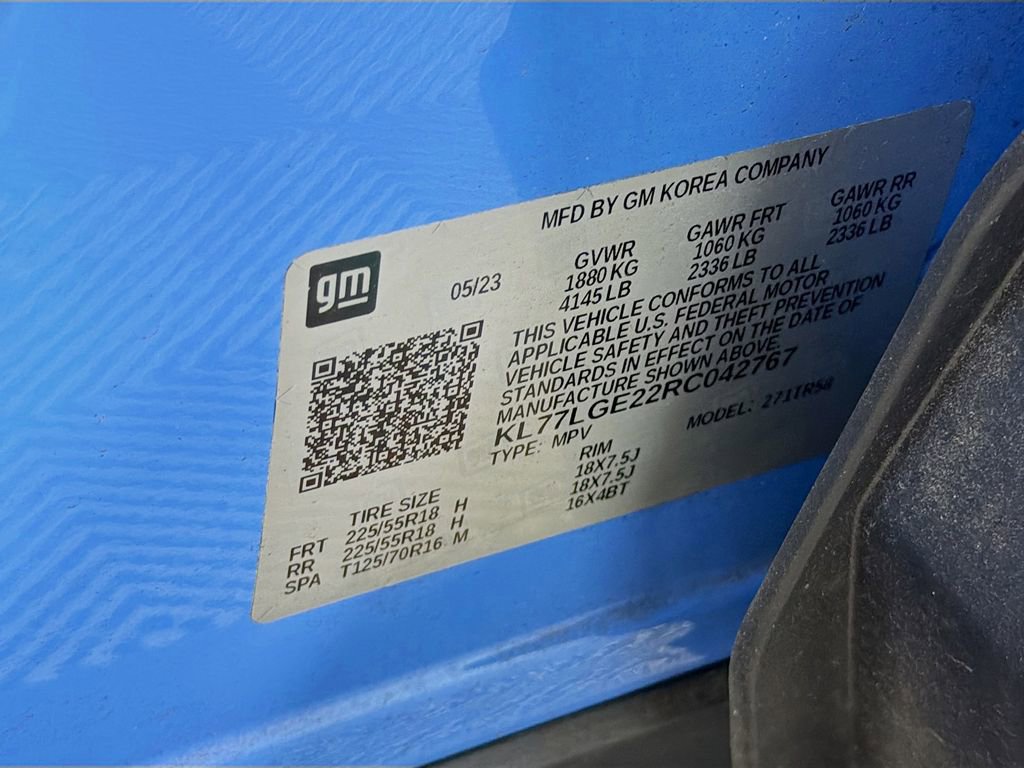 MFD BY GM KOREA COMPANY
gm
05/23
GVWR GAWR FRT GAWR RR
1880 KG 1060 KG 1060 KG
4145 LB 2336 LB 2336 LB
THIS VEHICLE CONFORMS TO ALL
APPLICABLE U.S. FEDERAL MOTOR
VEHICLE SAFETY AND THEFT PREVENTION
STANDARDS IN EFFECT ON THE DATE OF
MANUFACTURE SHOWN ABOVE.
KL77LGE22RC042767
TYPE: MPV MODEL: 271TR58
TIRE SIZE RIM
FRT 225/55R18 H 18X7.5J
RR 225/55R18 H 18X7.5J
SPA T125/70R16 M 16X4BT